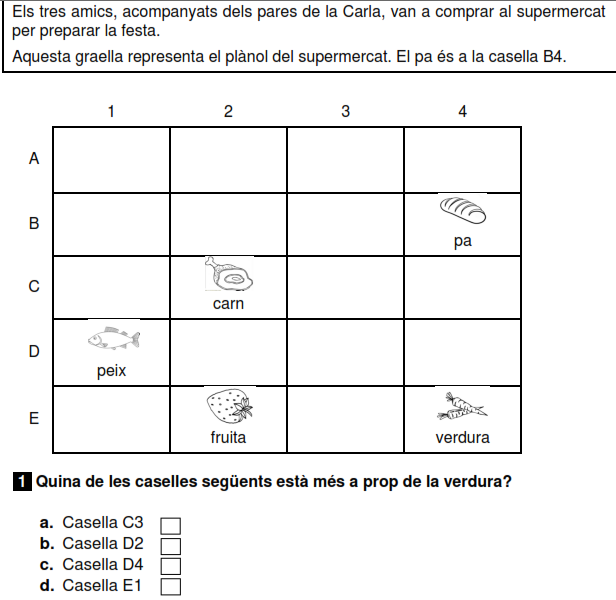 Els tres amics, acompanyats dels pares de la Carla, van a comprar al supermercat
per preparar la festa.
Aquesta graella representa el plànol del supermercat. El pa és a la casella B4.
1 2 3 4
A
B
pa
C
carn
D
peix
E
fruita verdura
1 Quina de les caselles següents està més a prop de la verdura?
a. Casella C3
b. Casella D2
c. Casella D4
d. Casella E1